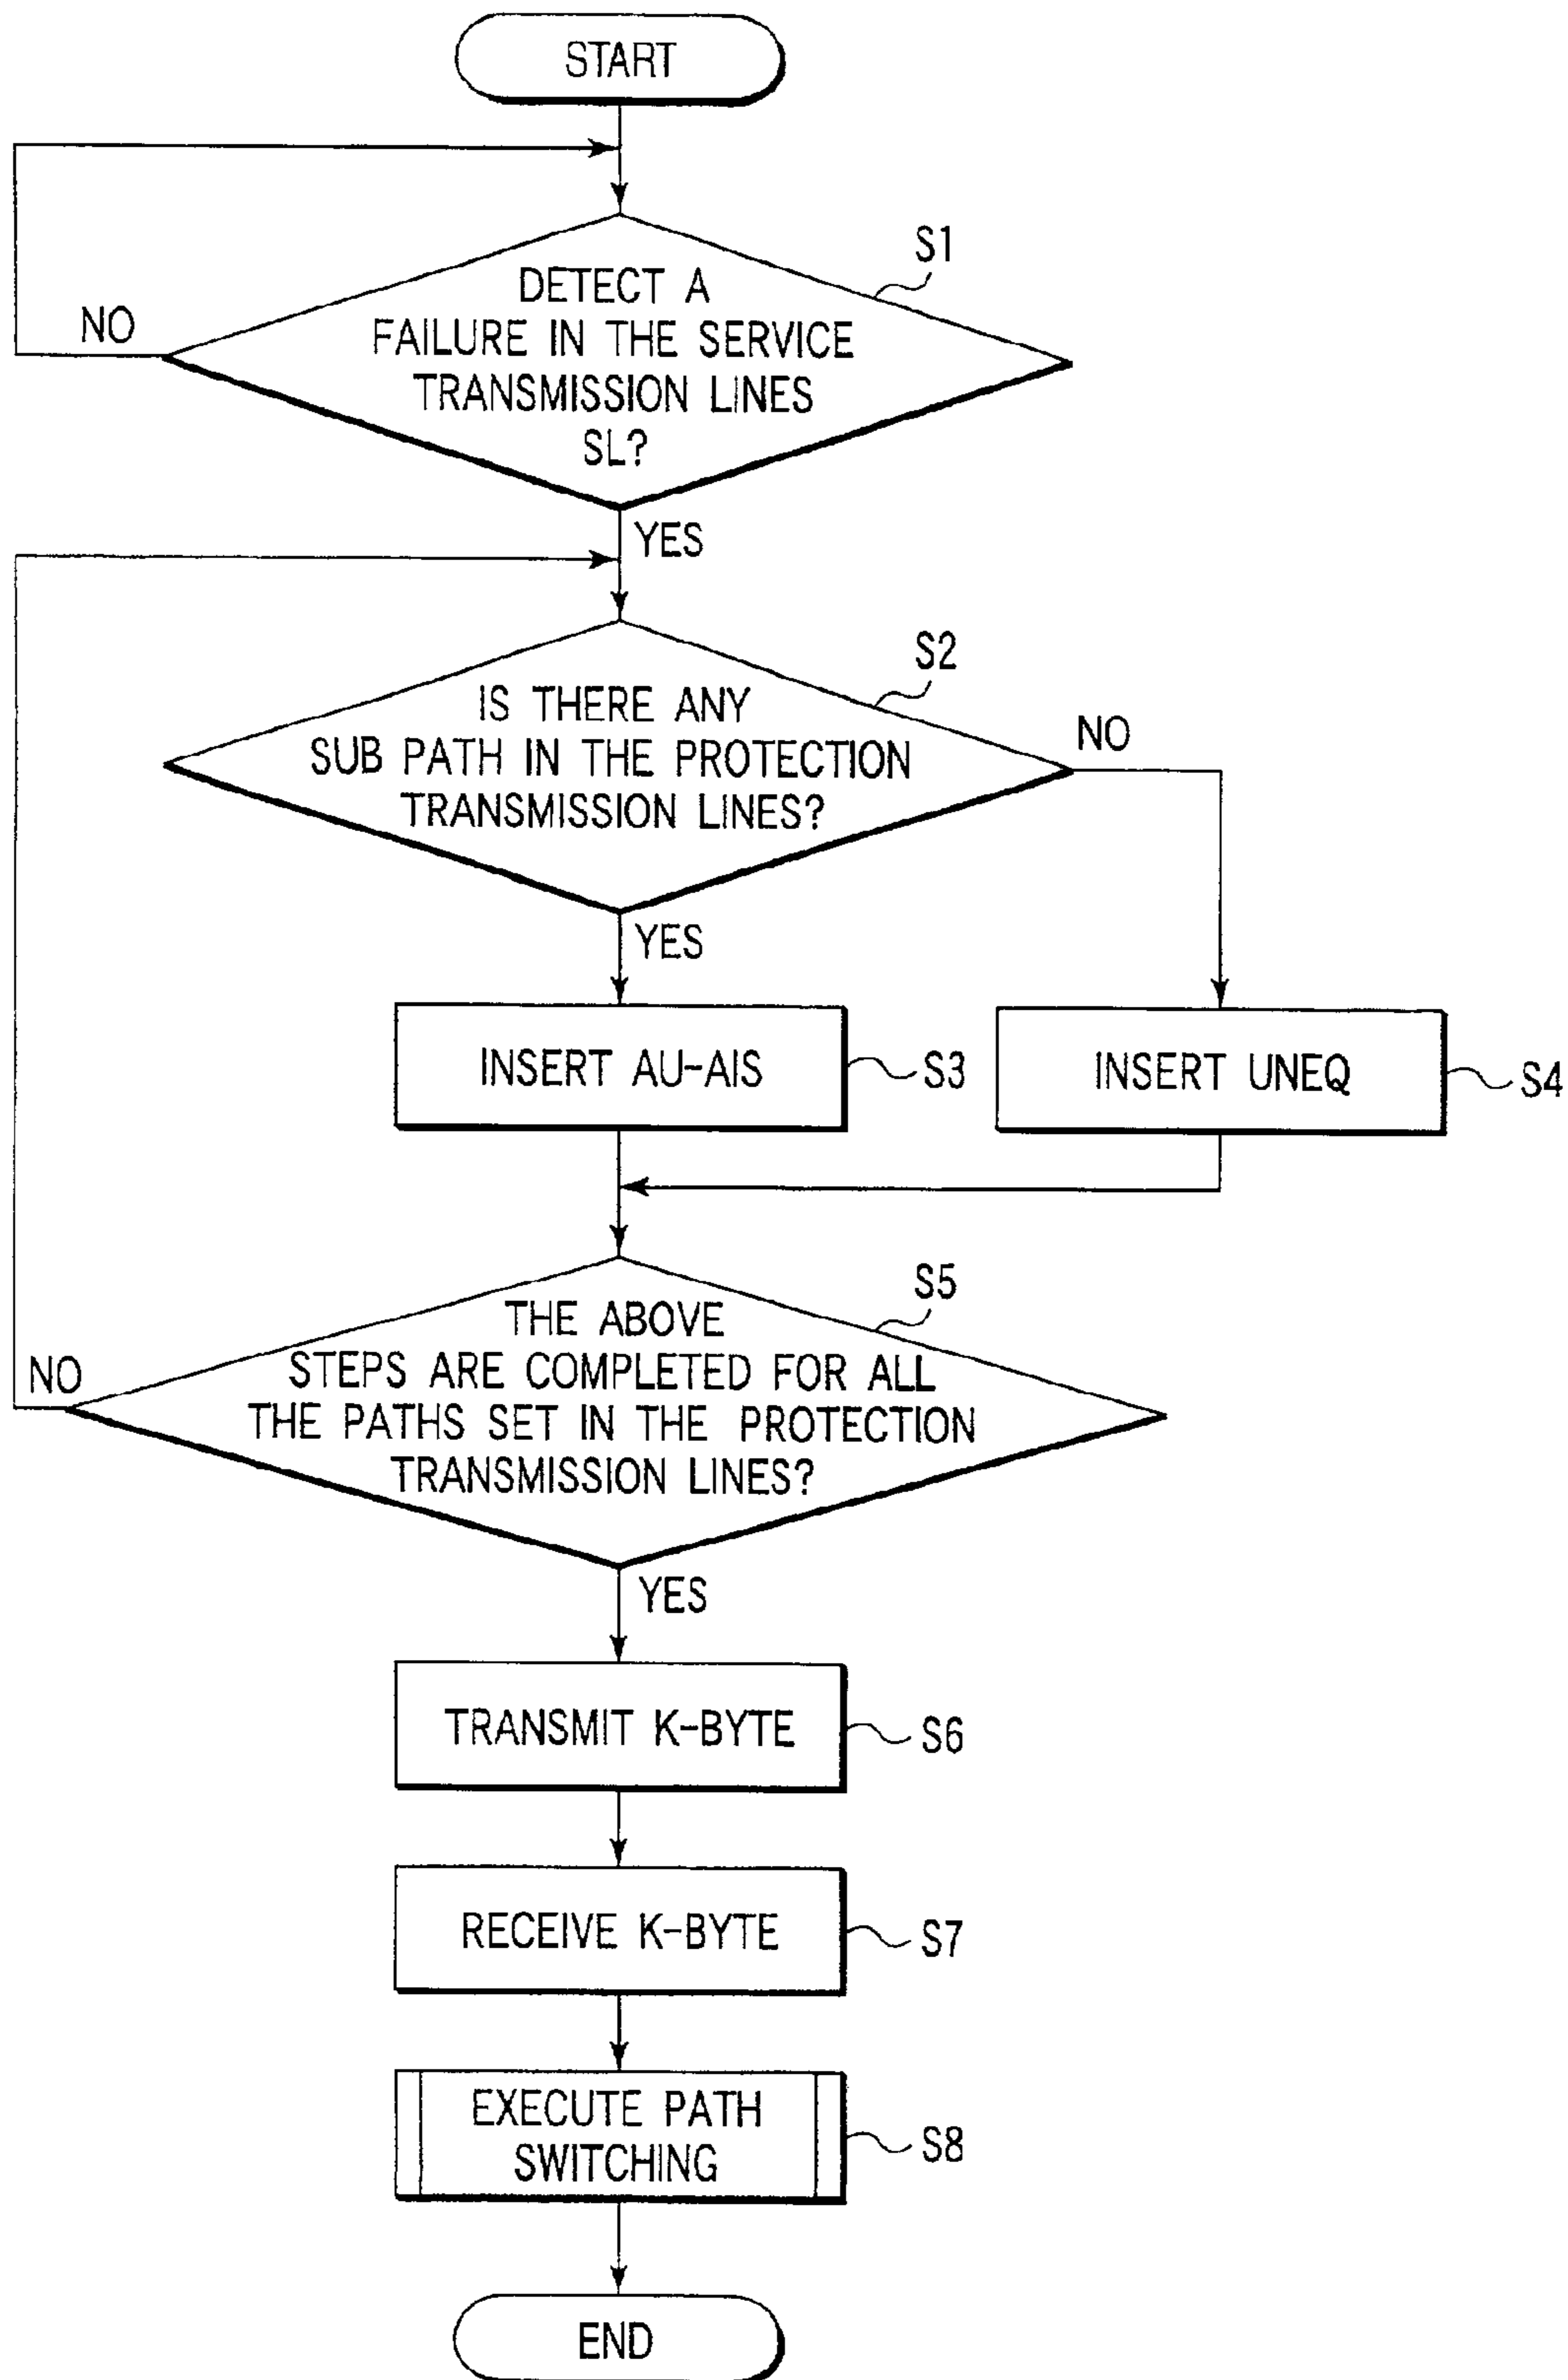 START
S1
DETECT A
FAILURE IN THE SERVICE
TRANSMISSION LINES
SL?
NO
YES
S2
IS THERE ANY
SUB PATH IN THE PROTECTION
TRANSMISSION LINES?
NO
YES
INSERT AU-AIS
S3
INSERT UNEQ
S4
S5
THE ABOVE
STEPS ARE COMPLETED FOR ALL
THE PATHS SET IN THE PROTECTION
TRANSMISSION LINES?
NO
YES
TRANSMIT K-BYTE
S6
RECEIVE K-BYTE
S7
EXECUTE PATH
SWITCHING
S8
END